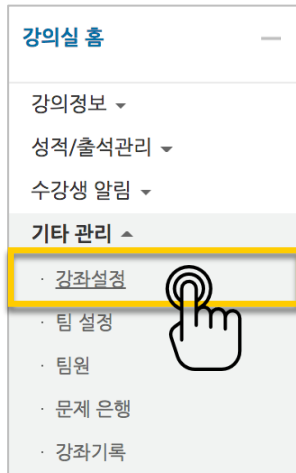 강의실 홈
강의정보
성적/출석관리
수강생 알림
기타 관리
· 강좌설정
· 팀 설정
· 팀원
· 문제 은행
· 강좌기록